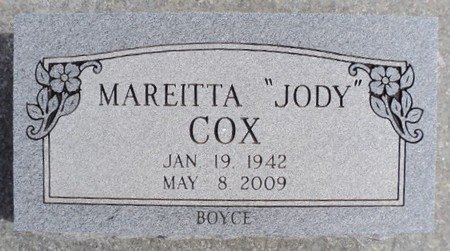 MAREITTA "JODY"
COX
JAN 19, 1942
MAY 8 2009
BOYCE